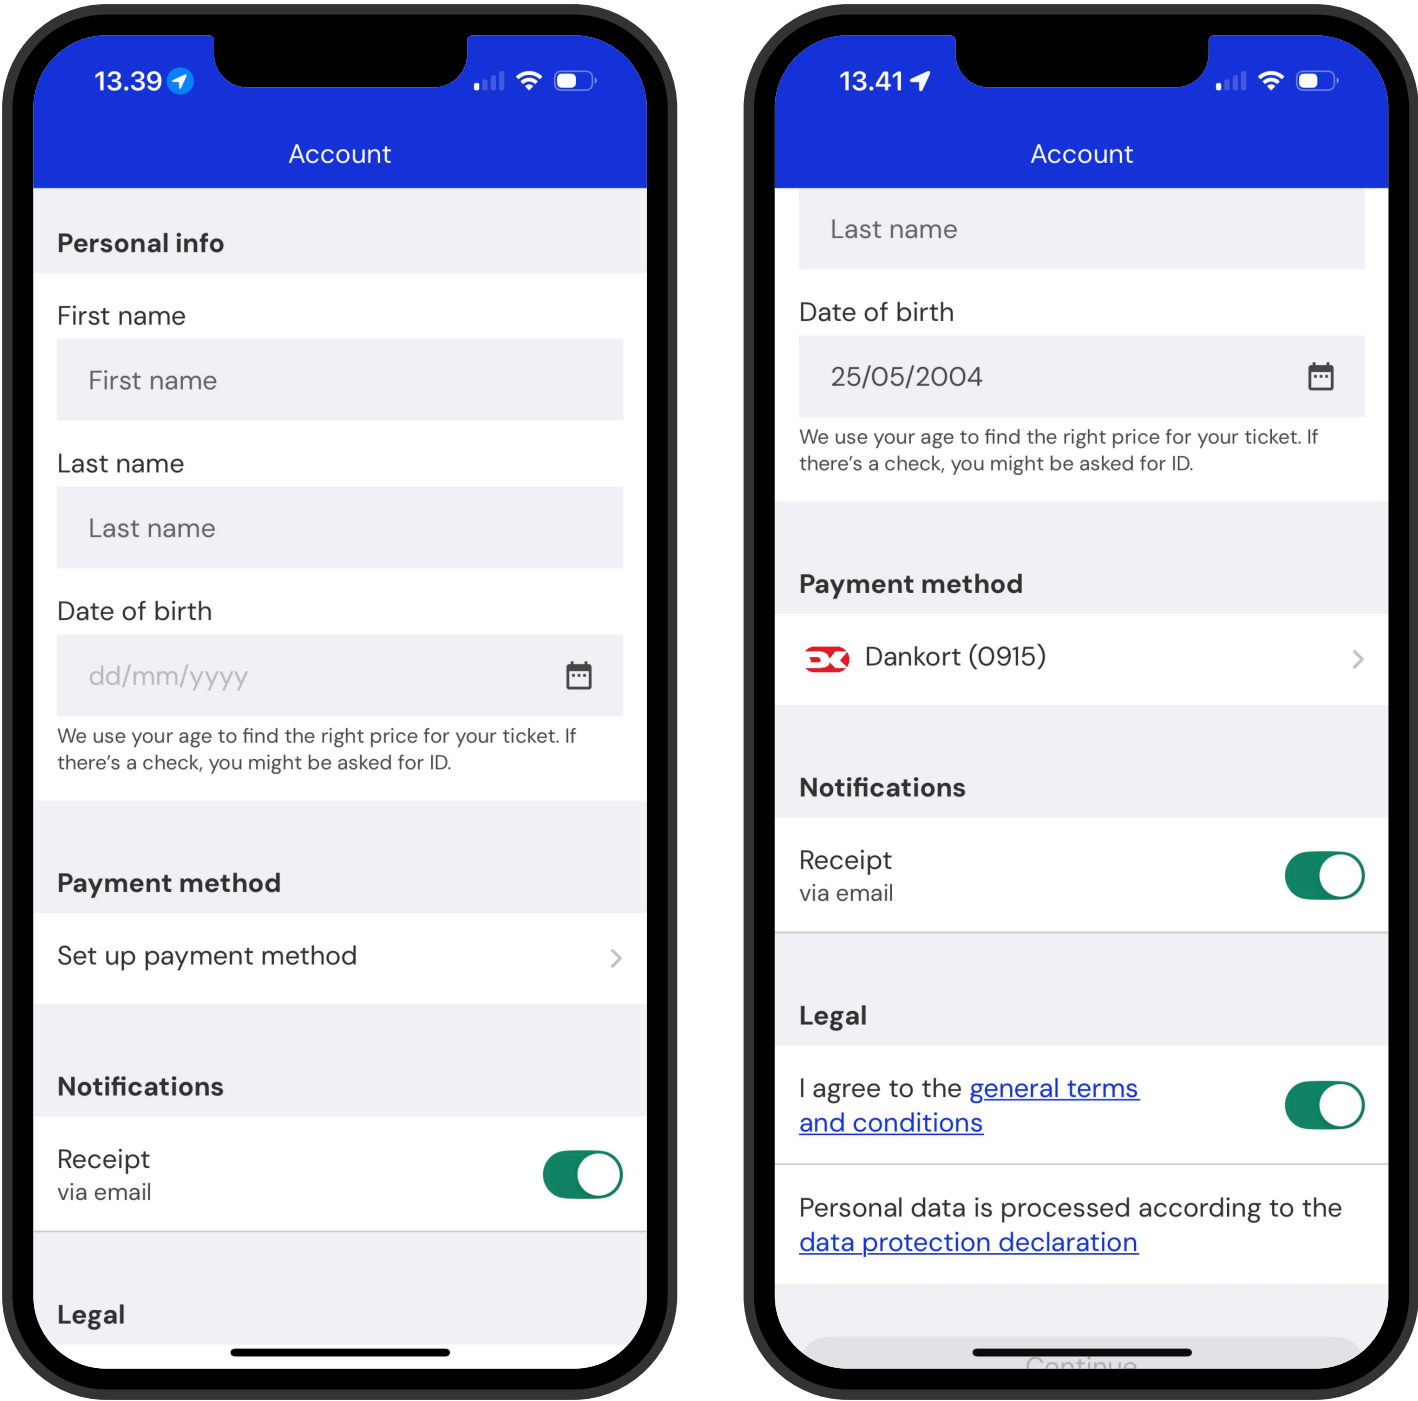 13.39
Account
Personal info
First name
First name
Last name
Last name
Date of birth
dd/mm/yyyy
We use your age to find the right price for your ticket. If
there's a check, you might be asked for ID.
Payment method
Set up payment method
Notifications
Receipt
via email
Legal
13.41
Account
Last name
Date of birth
25/05/2004
We use your age to find the right price for your ticket. If
there's a check, you might be asked for ID.
Payment method
DK Dankort (0915)
Notifications
Receipt
via email
Legal
I agree to the general terms
and conditions
Personal data is processed according to the
data protection declaration
Continue